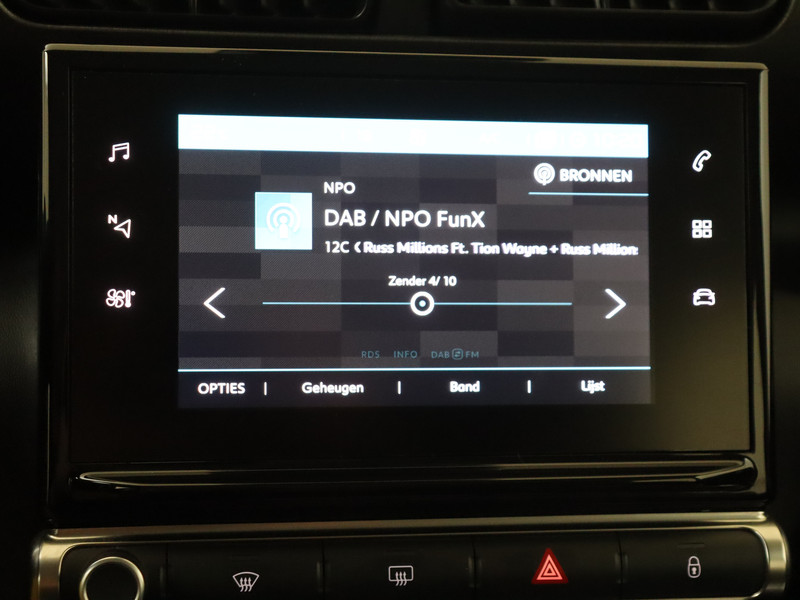 BRONNEN
NPO
DAB / NPO FunX
12C Russ Millions Ft. Tion Wayne + Russ Million
Zender 4/ 10
N
RDS INFO DAB FM
OPTIES | Geheugen | Band | Lijst